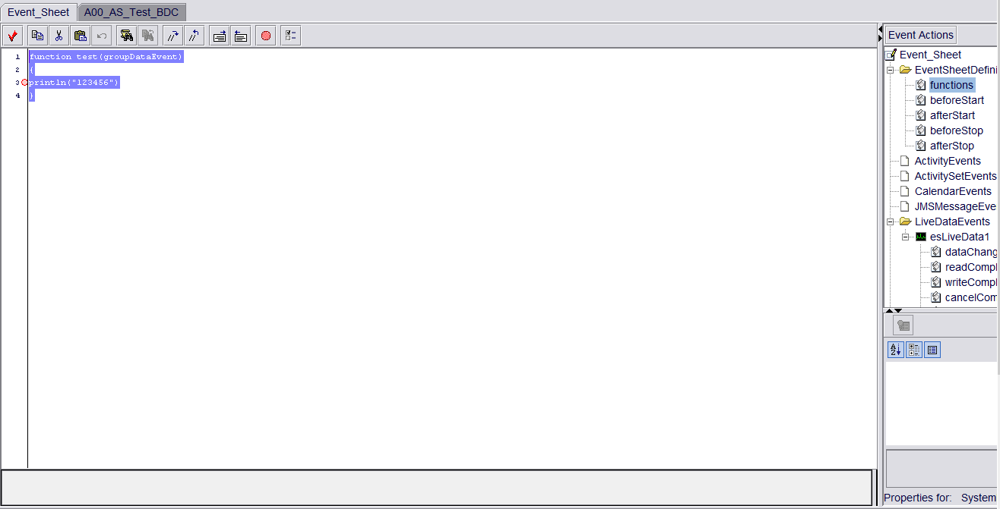 Event_Sheet A00_AS_Test_BDC
1 function test(groupDataEvent)
2 {
3 println("123456")
4 }
Event Actions
Event_Sheet
EventSheetDefini
functions
beforeStart
afterStart
beforeStop
afterStop
ActivityEvents
ActivitySetEvents
CalendarEvents
JMSMessageEve
LiveDataEvents
esLiveData1
dataChang
readCompl
writeCompl
cancelCom
Properties for: System